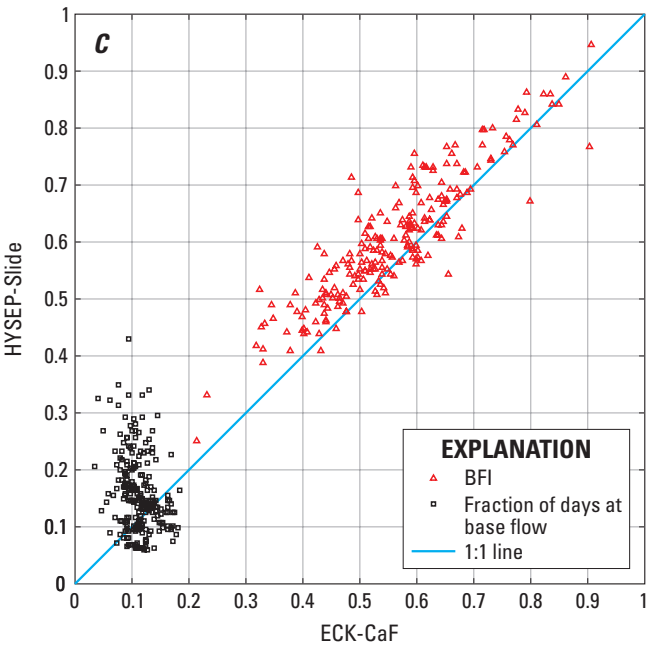 C
1
0.9
0.8
0.7
0.6
0.5
0.4
0.3
0.2
0.1
0
HYSEP-Slide
EXPLANATION
BFI
Fraction of days at
base flow
1:1 line
0 0.1 0.2 0.3 0.4 0.5 0.6 0.7 0.8 0.9 1
ECK-CaF